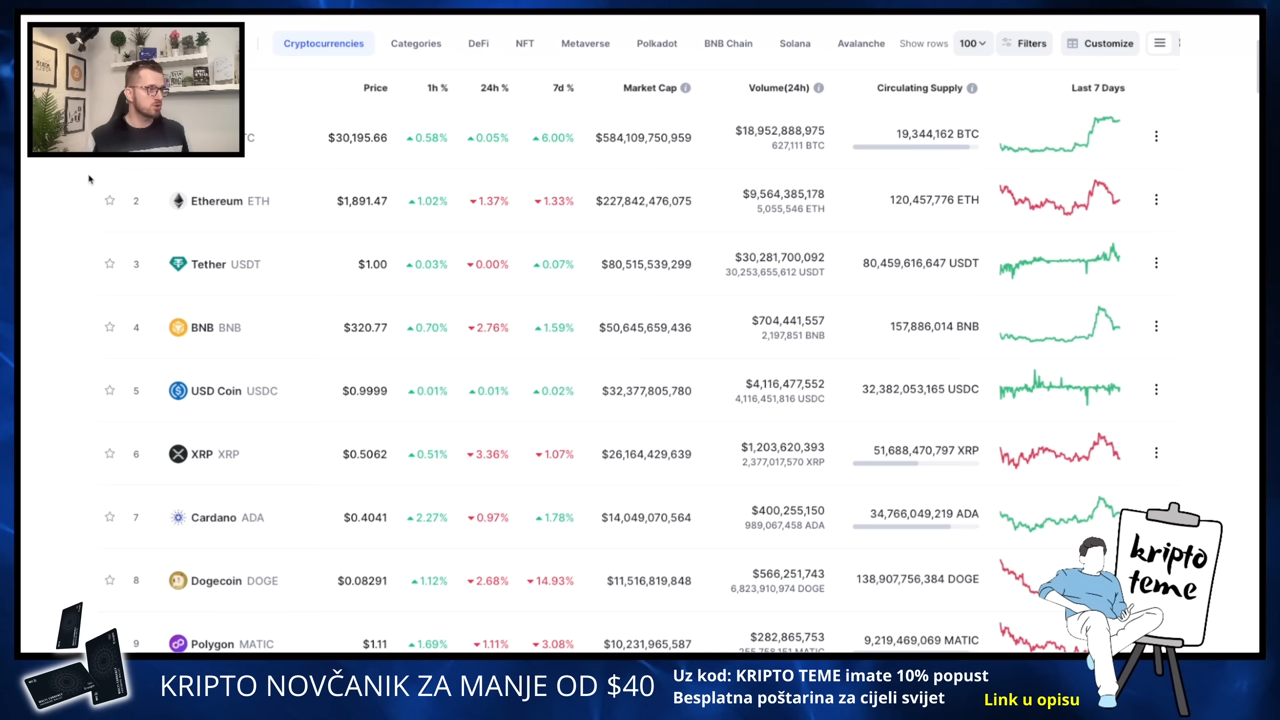 Cryptocurrencies Categories DeFi NFT Metaverse Polkadot BNB Chain Solana Avalanche Show rows 100 Filters Customize
Price 1h % 24h % 7d % Market Cap Volume(24h) Circulating Supply Last 7 Days
TC $30,195.66 0.58% 0.05% 6.00% $584,109,750,959 $18,952,888,975 19,344,162 BTC
627,111 BTC
2 Ethereum ETH $1,891.47 1.02% 1.37% 1.33% $227,842,476,075 $9,564,385,178 120,457,776 ETH
5,055,546 ETH
3 Tether USDT $1.00 0.03% 0.00% 0.07% $80,515,539,299 $30,281,700,092 80,459,616,647 USDT
30,253,655,612 USDT
4 BNB BNB $320.77 0.70% 2.76% 1.59% $50,645,659,436 $704,441,557 157,886,014 BNB
2,197,851 BNB
5 USD Coin USDC $0.9999 0.01% 0.01% 0.02% $32,377,805,780 $4,116,477,552 32,382,053,165 USDC
4,116,451,816 USDC
6 XRP XRP $0.5062 0.51% 3.36% 1.07% $26,164,429,639 $1,203,620,393 51,688,470,797 XRP
2,377,017,570 XRP
7 Cardano ADA $0.4041 2.27% 0.97% 1.78% $14,049,070,564 $400,255,150 34,766,049,219 ADA
989,067,458 ADA
8 Dogecoin DOGE $0.08291 1.12% 2.68% 14.93% $11,516,819,848 $566,251,743 138,907,756,384 DOGE
6,823,910,974 DOGE
9 Polygon MATIC $1.11 1.69% 1.11% 3.08% $10,231,965,587 $282,865,753 9,219,469,069 MATIC
kripto
teme
KRIPTO NOVČANIK ZA MANJE OD $40
Uz kod: KRIPTO TEME imate 10% popust
Besplatna poštarina za cijeli svijet
Link u opisu